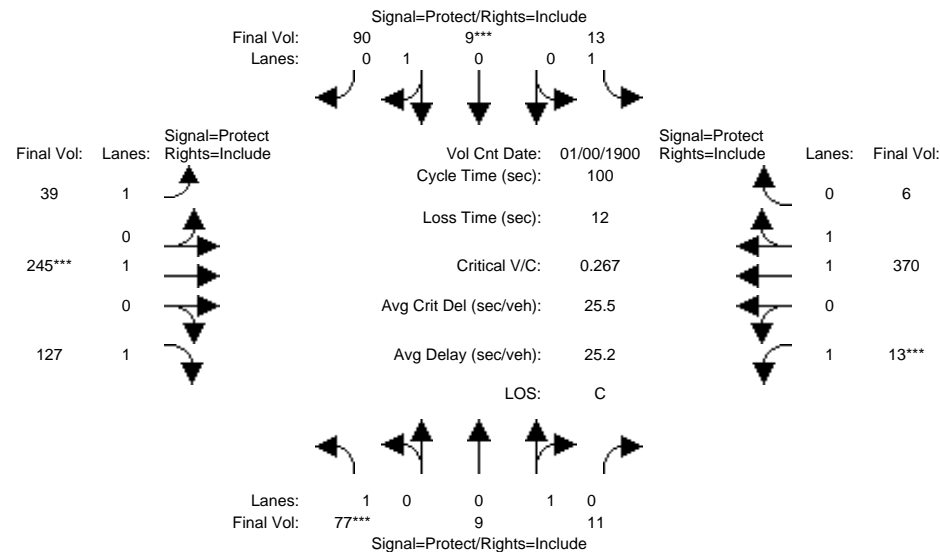 Signal=Protect/Rights=Include
Final Vol: 90 9*** 13
Lanes: 0 1 0 0 1
Signal=Protect
Final Vol: Lanes: Rights=Include
Vol Cnt Date: 01/00/1900
Signal=Protect
Rights=Include Lanes: Final Vol:
Cycle Time (sec): 100
39 1
0 6
Loss Time (sec): 12
0
1
245*** 1
Critical V/C: 0.267
1 370
0
Avg Crit Del (sec/veh): 25.5
0
127 1
Avg Delay (sec/veh): 25.2
1 13***
LOS: C
Lanes: 1 0 0 1 0
Final Vol: 77*** 9 11
Signal=Protect/Rights=Include